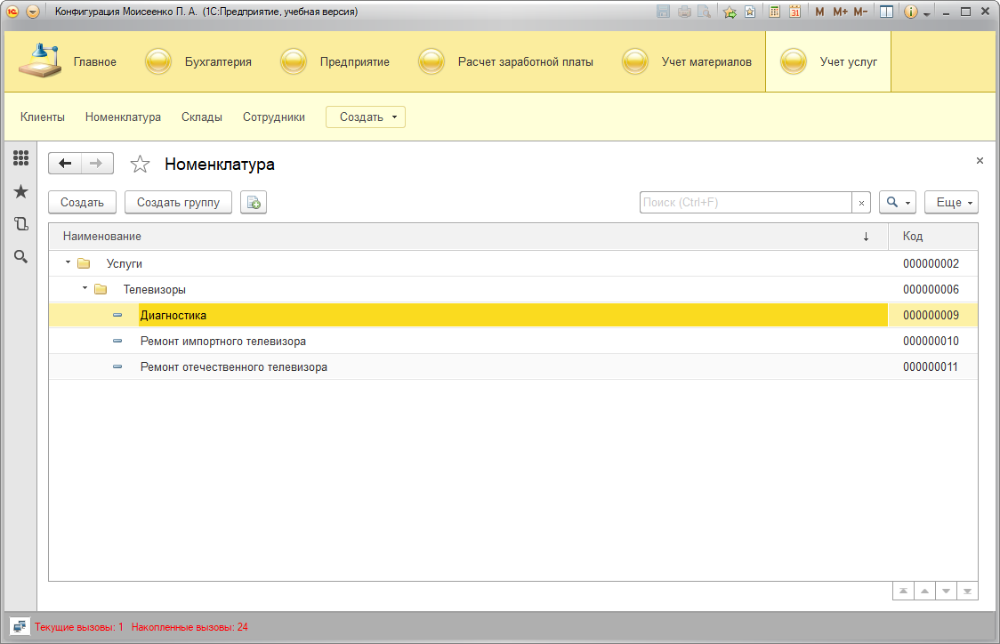 Конфигурация Моисеенко П. А. (1С:Предприятие, учебная версия)
31 M M+ M-
Главное Бухгалтерия Предприятие Расчет заработной платы Учет материалов Учет услуг
Клиенты Номенклатура Склады Сотрудники Создать
Номенклатура
Создать Создать группу Поиск (Ctrl+F) Еще
Наименование Код
Услуги 000000002
Телевизоры 000000006
Диагностика 000000009
Ремонт импортного телевизора 000000010
Ремонт отечественного телевизора 000000011
Текущие вызовы: 1 Накопленные вызовы: 24